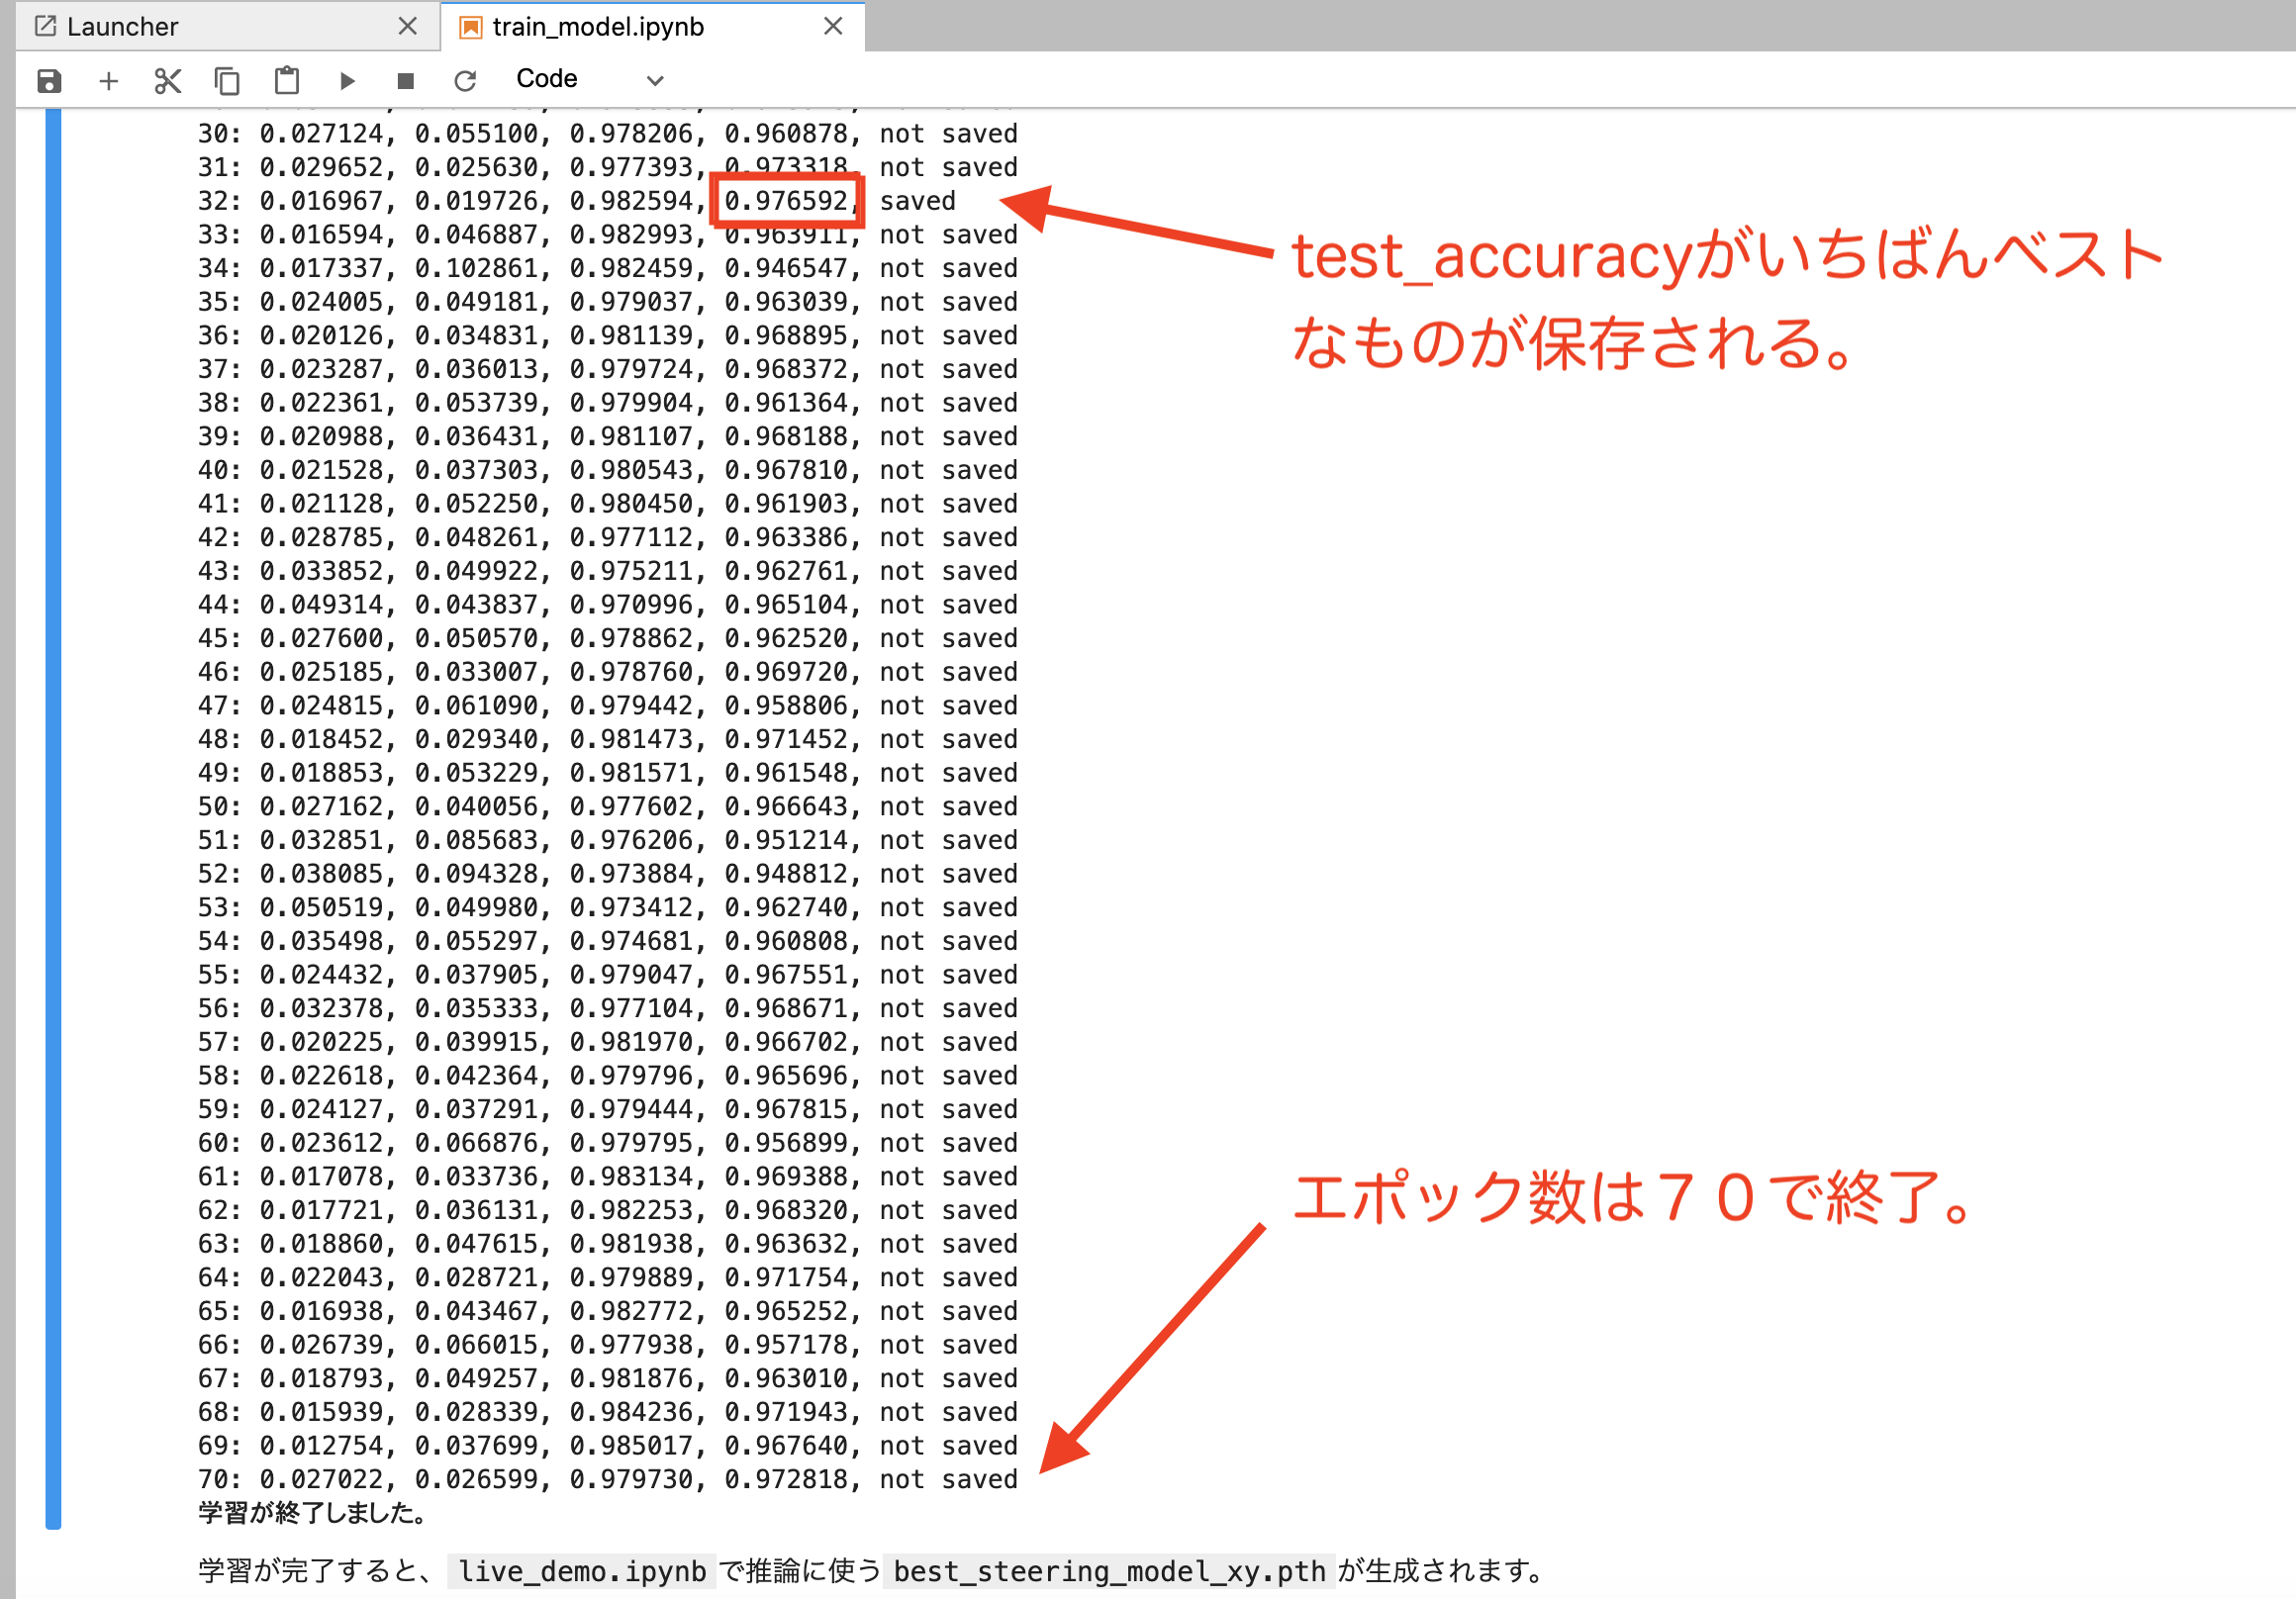 Launcher
train_model.ipynb
Code
30: 0.027124, 0.055100, 0.978206, 0.960878, not saved
31: 0.029652, 0.025630, 0.977393, 0.973318, not saved
32: 0.016967, 0.019726, 0.982594, 0.976592, saved
33: 0.016594, 0.046887, 0.982993, 0.963911, not saved
34: 0.017337, 0.102861, 0.982459, 0.946547, not saved
35: 0.024005, 0.049181, 0.979037, 0.963039, not saved
36: 0.020126, 0.034831, 0.981139, 0.968895, not saved
37: 0.023287, 0.036013, 0.979724, 0.968372, not saved
38: 0.022361, 0.053739, 0.979904, 0.961364, not saved
39: 0.020988, 0.036431, 0.981107, 0.968188, not saved
40: 0.021528, 0.037303, 0.980543, 0.967810, not saved
41: 0.021128, 0.052250, 0.980450, 0.961903, not saved
42: 0.028785, 0.048261, 0.977112, 0.963386, not saved
43: 0.033852, 0.049922, 0.975211, 0.962761, not saved
44: 0.049314, 0.043837, 0.970996, 0.965104, not saved
45: 0.027600, 0.050570, 0.978862, 0.962520, not saved
46: 0.025185, 0.033007, 0.978760, 0.969720, not saved
47: 0.024815, 0.061090, 0.979442, 0.958806, not saved
48: 0.018452, 0.029340, 0.981473, 0.971452, not saved
49: 0.018853, 0.053229, 0.981571, 0.961548, not saved
50: 0.027162, 0.040056, 0.977602, 0.966643, not saved
51: 0.032851, 0.085683, 0.976206, 0.951214, not saved
52: 0.038085, 0.094328, 0.973884, 0.948812, not saved
53: 0.050519, 0.049980, 0.973412, 0.962740, not saved
54: 0.035498, 0.055297, 0.974681, 0.960808, not saved
55: 0.024432, 0.037905, 0.979047, 0.967551, not saved
56: 0.032378, 0.035333, 0.977104, 0.968671, not saved
57: 0.020225, 0.039915, 0.981970, 0.966702, not saved
58: 0.022618, 0.042364, 0.979796, 0.965696, not saved
59: 0.024127, 0.037291, 0.979444, 0.967815, not saved
60: 0.023612, 0.066876, 0.979795, 0.956899, not saved
61: 0.017078, 0.033736, 0.983134, 0.969388, not saved
62: 0.017721, 0.036131, 0.982253, 0.968320, not saved
63: 0.018860, 0.047615, 0.981938, 0.963632, not saved
64: 0.022043, 0.028721, 0.979889, 0.971754, not saved
65: 0.016938, 0.043467, 0.982772, 0.965252, not saved
66: 0.026739, 0.066015, 0.977938, 0.957178, not saved
67: 0.018793, 0.049257, 0.981876, 0.963010, not saved
68: 0.015939, 0.028339, 0.984236, 0.971943, not saved
69: 0.012754, 0.037699, 0.985017, 0.967640, not saved
70: 0.027022, 0.026599, 0.979730, 0.972818, not saved
学習が終了しました。
学習が完了すると、 live_demo.ipynb で推論に使う best_steering_model_xy.pth が生成されます。
test_accuracyがいちばんベスト
なものが保存される。
エポック数は７０で終了。